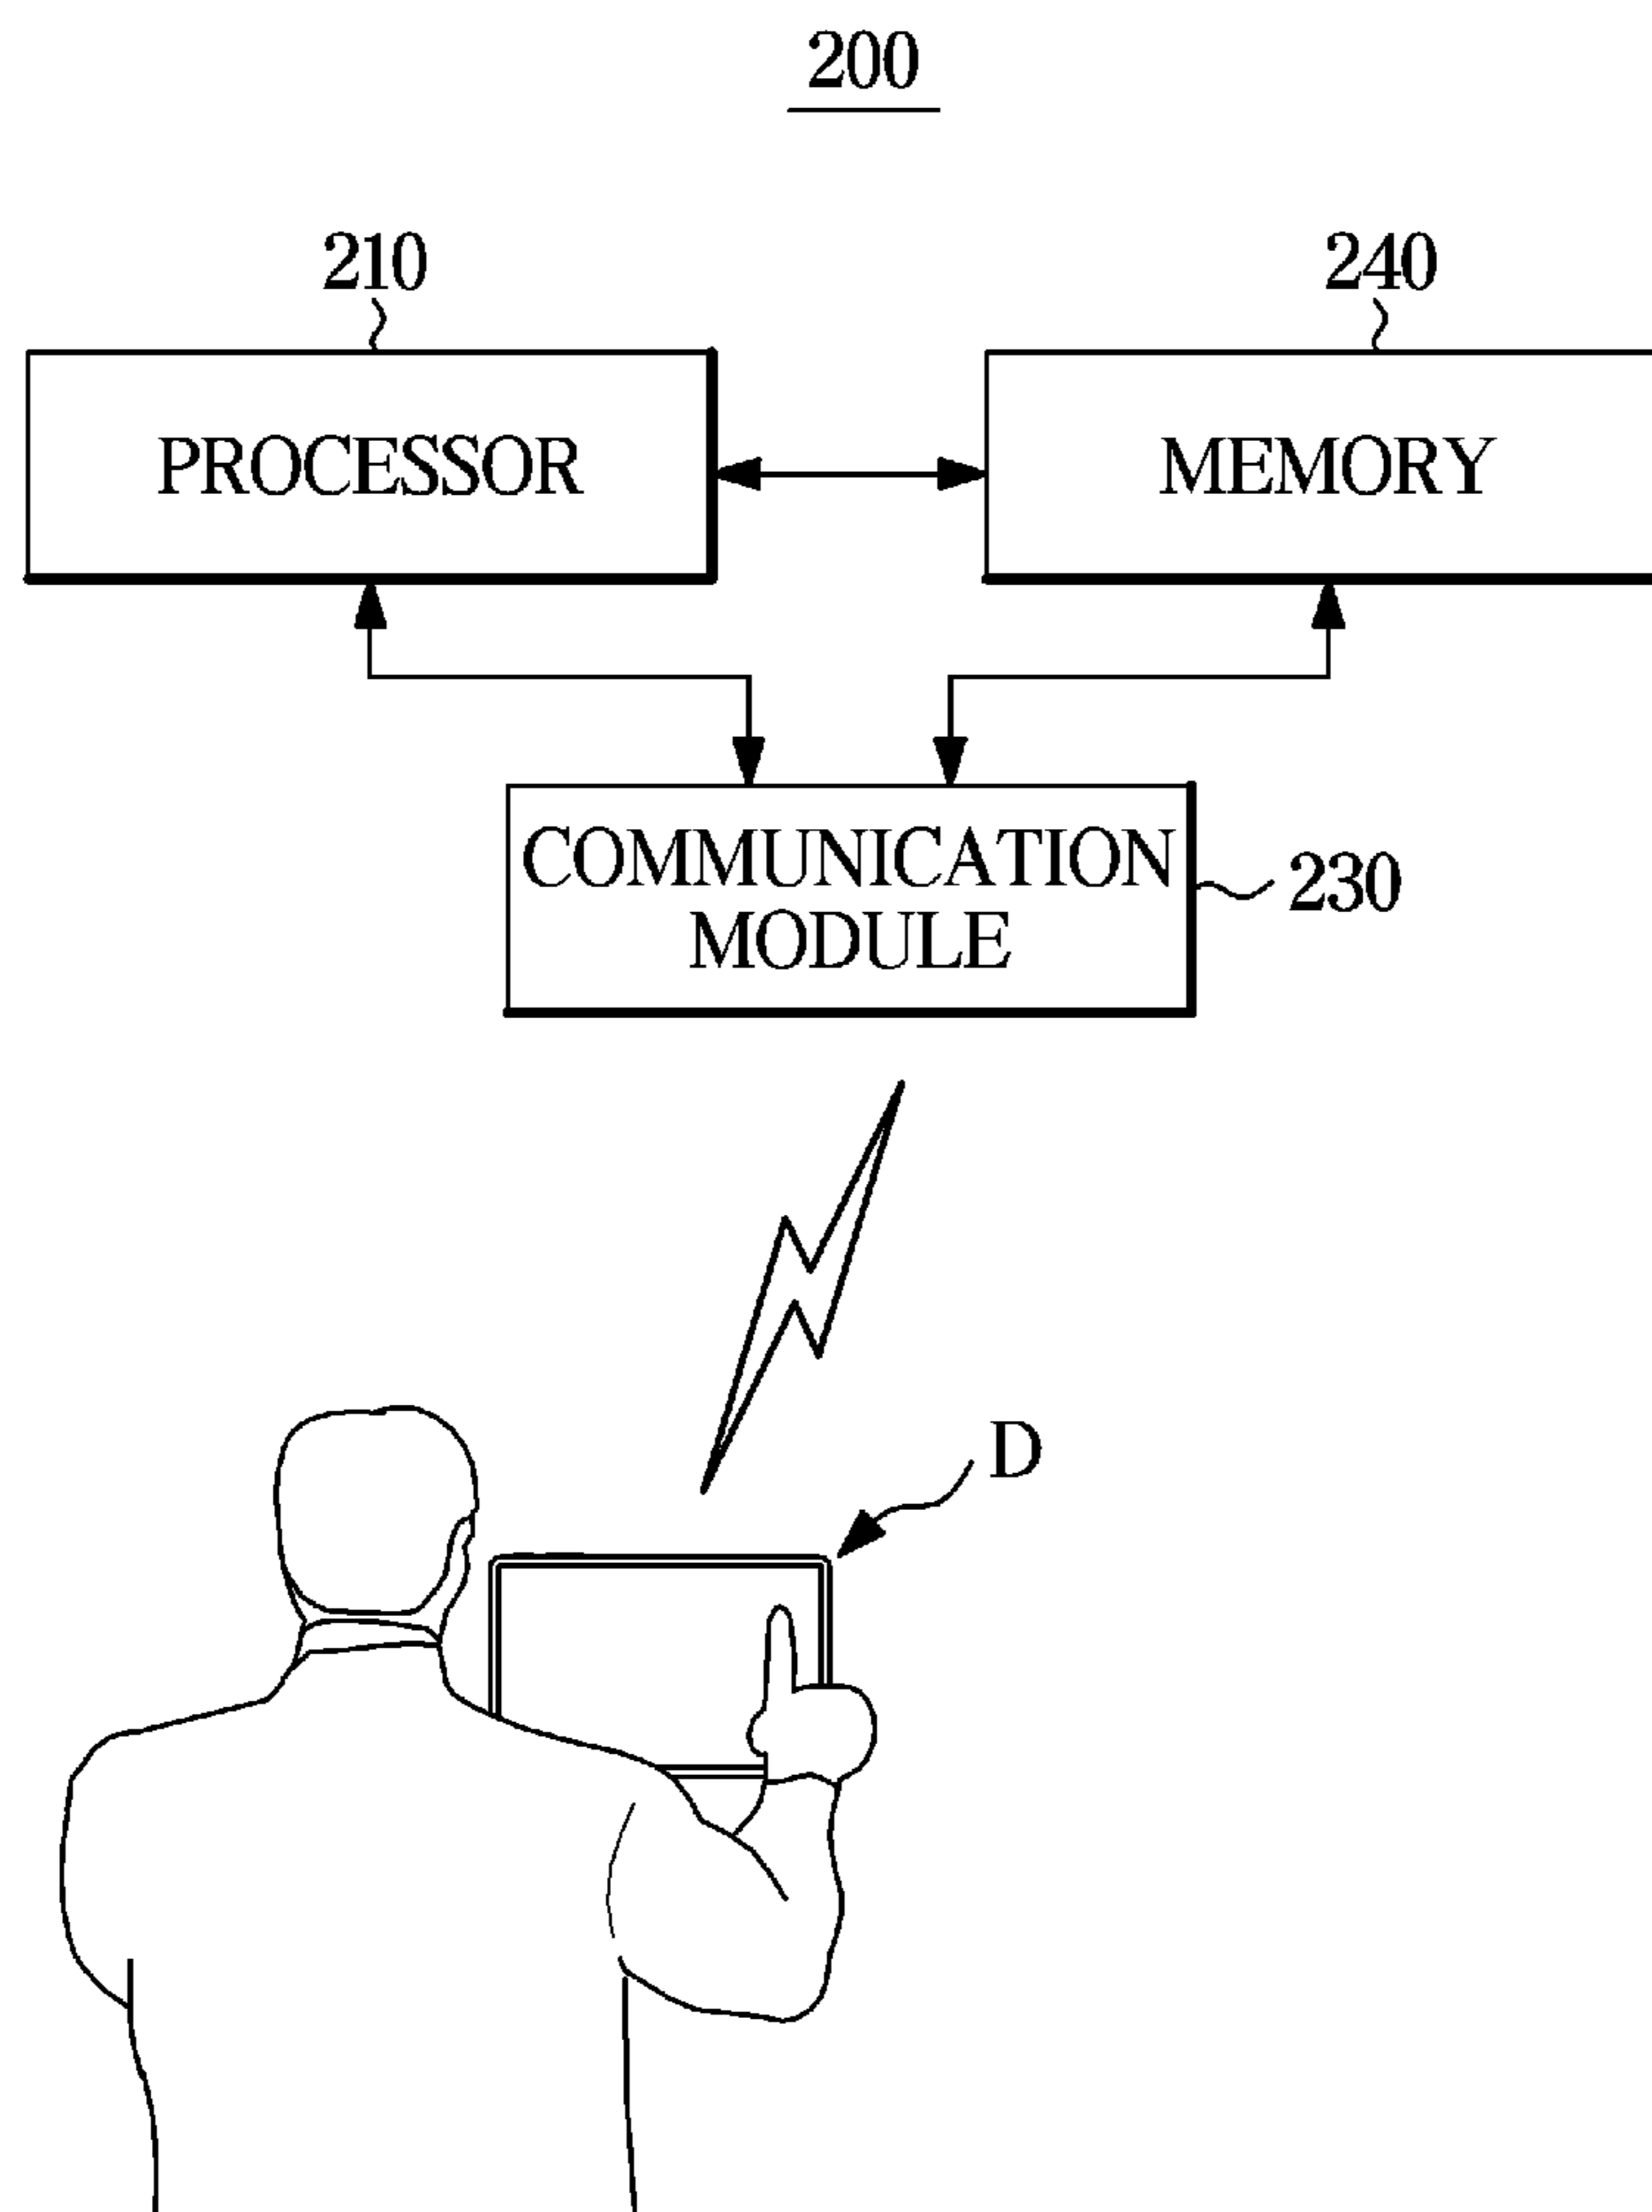 200
210
240
PROCESSOR
MEMORY
COMMUNICATION
MODULE
230
D